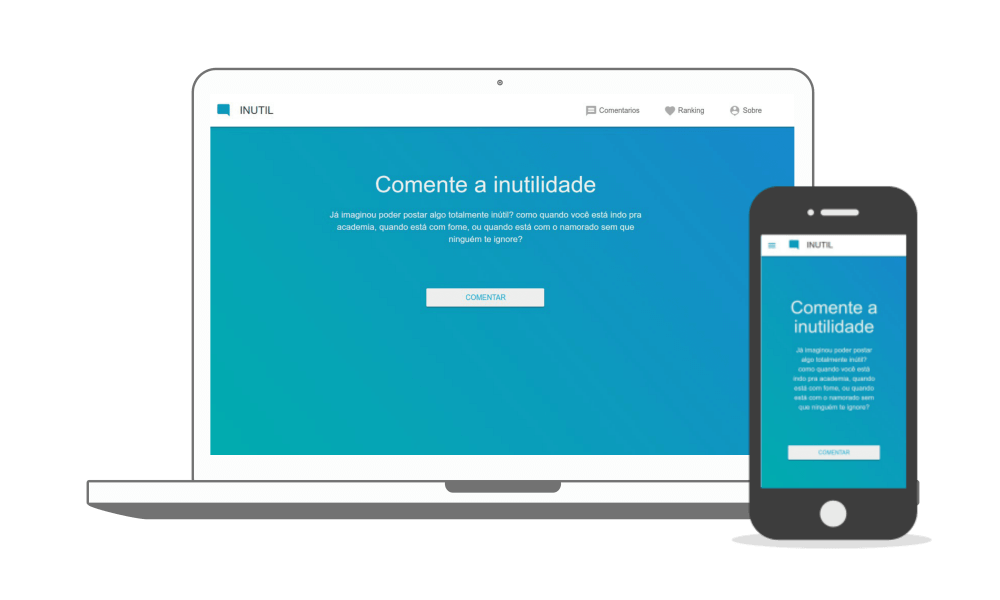 INUTIL
Comentarios
Ranking
Sobre
Comente a inutilidade
Já imaginou poder postar algo totalmente inútil? como quando você está indo pra
academia, quando está com fome, ou quando está com o namorado sem que
ninguém te ignore?
COMENTAR
INUTIL
Comente a
inutilidade
Já imaginou poder postar
algo totalmente inútil?
como quando você está
indo pra academia, quando
está com fome, ou quando
está com o namorado sem
que ninguém te ignore?
COMENTAR